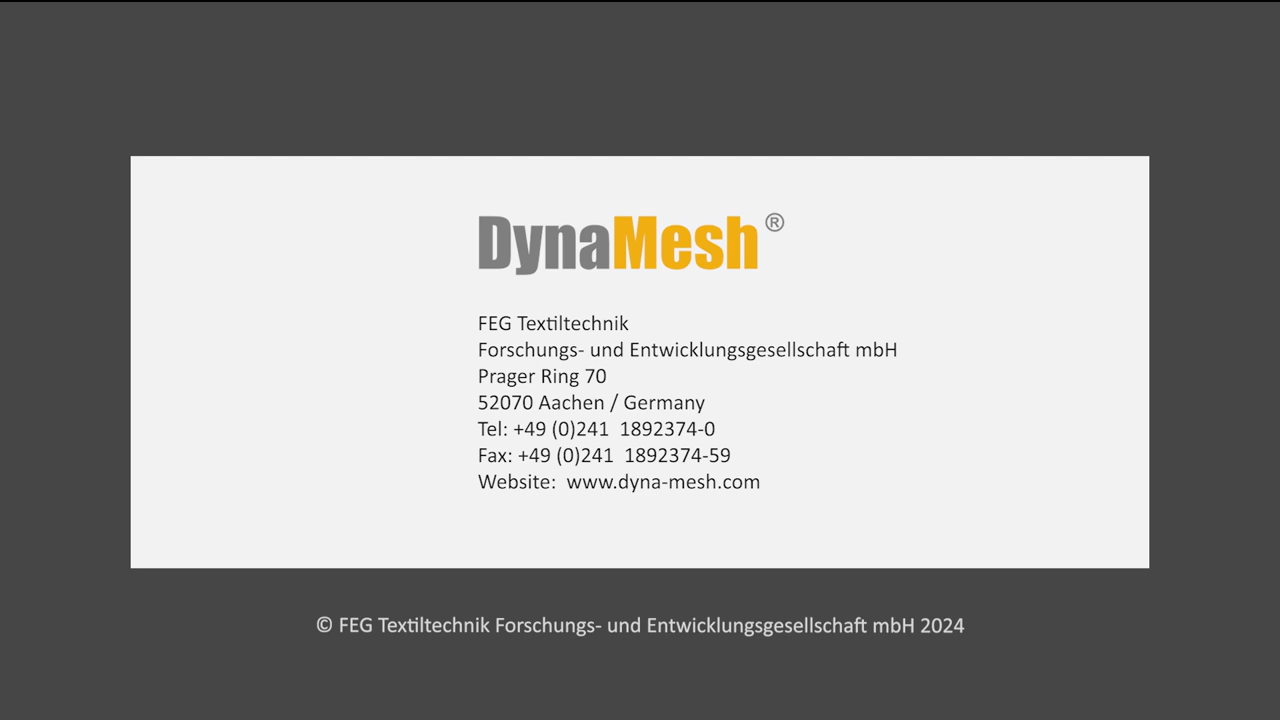 DynaMesh®
FEG Textiltechnik
Forschungs- und Entwicklungsgesellschaft mbH
Prager Ring 70
52070 Aachen / Germany
Tel: +49 (0)241  1892374-0
Fax: +49 (0)241  1892374-59
Website:  www.dyna-mesh.com
© FEG Textiltechnik Forschungs- und Entwicklungsgesellschaft mbH 2024